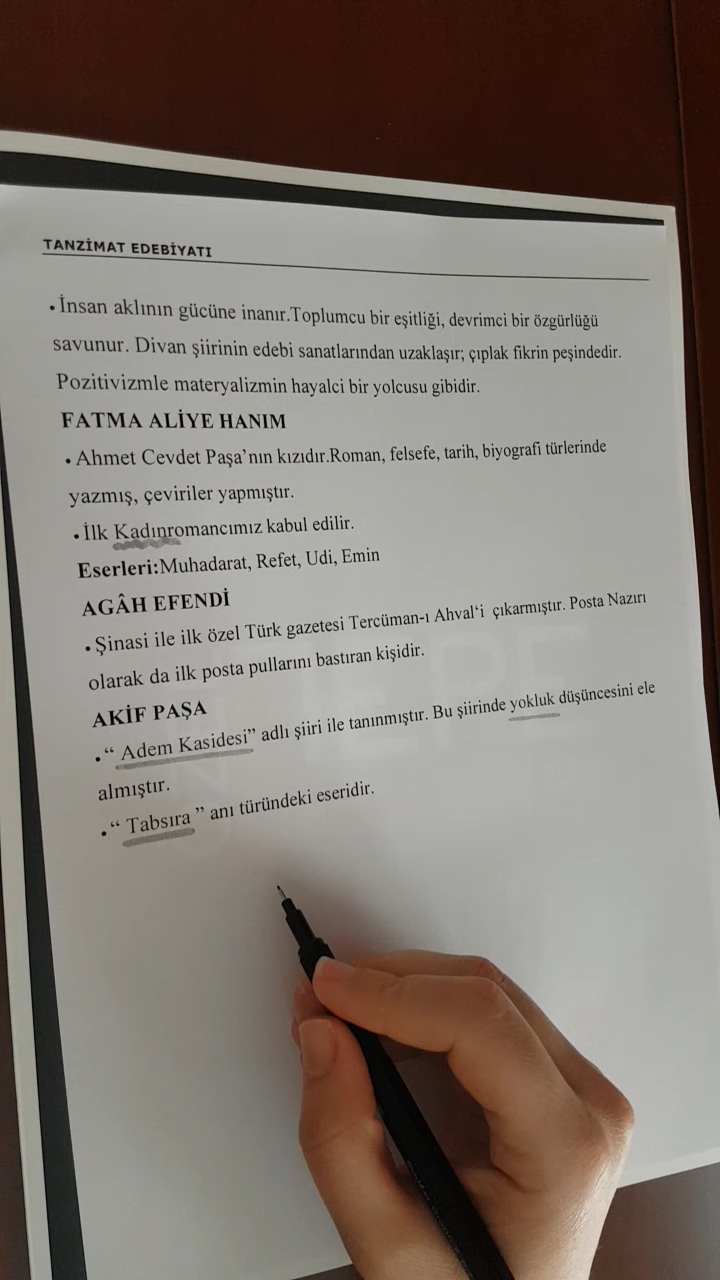 TANZİMAT EDEBİYATI
• İnsan aklının gücüne inanır.Toplumcu bir eşitliği, devrimci bir özgürlüğü
savunur. Divan şiirinin edebi sanatlarından uzaklaşır; çıplak fikrin peşindedir.
Pozitivizmle materyalizmin hayalci bir yolcusu gibidir.
FATMA ALİYE HANIM
• Ahmet Cevdet Paşa'nın kızıdır.Roman, felsefe, tarih, biyografi türlerinde
yazmış, çeviriler yapmıştır.
• İlk Kadınromancımız kabul edilir.
Eserleri:Muhadarat, Refet, Udi, Emin
AGÂH EFENDİ
• Şinasi ile ilk özel Türk gazetesi Tercüman-ı Ahval‘i çıkarmıştır. Posta Nazırı
olarak da ilk posta pullarını bastıran kişidir.
AKİF PAŞA
• “ Adem Kasidesi” adlı şiiri ile tanınmıştır. Bu şiirinde yokluk düşüncesini ele
almıştır.
• “ Tabsıra ” anı türündeki eseridir.